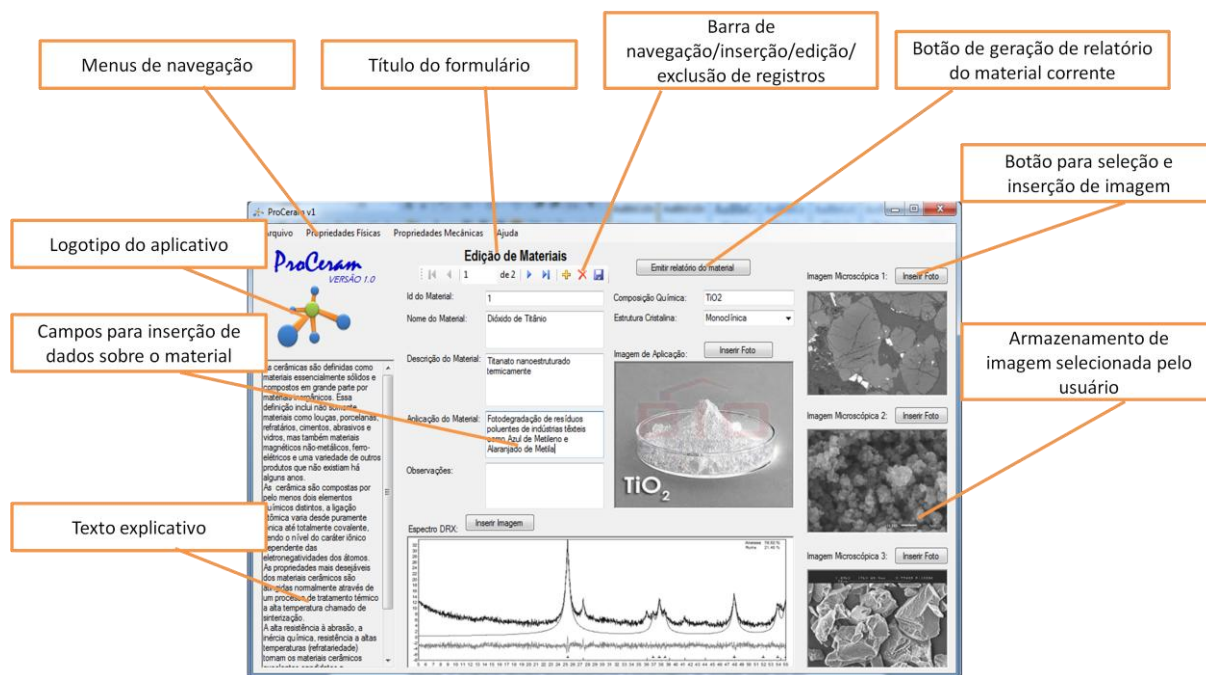 Menus de navegação
Título do formulário
Barra de
navegação/inserção/edição/
exclusão de registros
Botão de geração de relatório
do material corrente
Botão para seleção e
inserção de imagem
Logotipo do aplicativo
Campos para inserção de
dados sobre o material
Armazenamento de
imagem selecionada pelo
usuário
Texto explicativo
ProCeram v1
Arquivo Propriedades Físicas Propriedades Mecânicas Ajuda
ProCeram
VERSÃO 1.0
Edição de Materiais
1 de 2
Emitir relatório do material
Id do Material: 1
Nome do Material: Dióxido de Titânio
Descrição do Material: Titanato nanoestruturado
termicamente
Aplicação do Material: Fotodegradação de resíduos
poluentes de indústrias têxteis
como Azul de Metileno e
Alaranjado de Metila
Observações:
Composição Química: TiO2
Estrutura Cristalina: Monoclínica
Imagem de Aplicação: Inserir Foto
TiO2
Imagem Microscópica 1: Inserir Foto
Imagem Microscópica 2: Inserir Foto
Imagem Microscópica 3: Inserir Foto
Espectro DRX: Inserir Imagem
As cerâmicas são definidas como
materiais essencialmente sólidos e
compostos em grande parte por
materiais inorgânicos. Essa
definição inclui não somente
materiais como louças, porcelanas,
refratários, cimentos, abrasivos e
vidros, mas também materiais
magnéticos não-metálicos, ferro-
elétricos e uma variedade de outros
produtos que não existiam há
alguns anos.
As cerâmica são compostas por
pelo menos dois elementos
químicos distintos, a ligação
atômica varia desde puramente
iônica até totalmente covalente,
sendo o nível do caráter iônico
dependente das
eletronegatividades dos átomos.
As propriedades mais desejáveis
dos materiais cerâmicos são
atingidas normalmente através de
um processo de tratamento térmico
a alta temperatura chamado de
sinterização.
A alta resistência à abrasão, a
inércia química, resistência a altas
temperaturas (refratariedade)
tornam os materiais cerâmicos